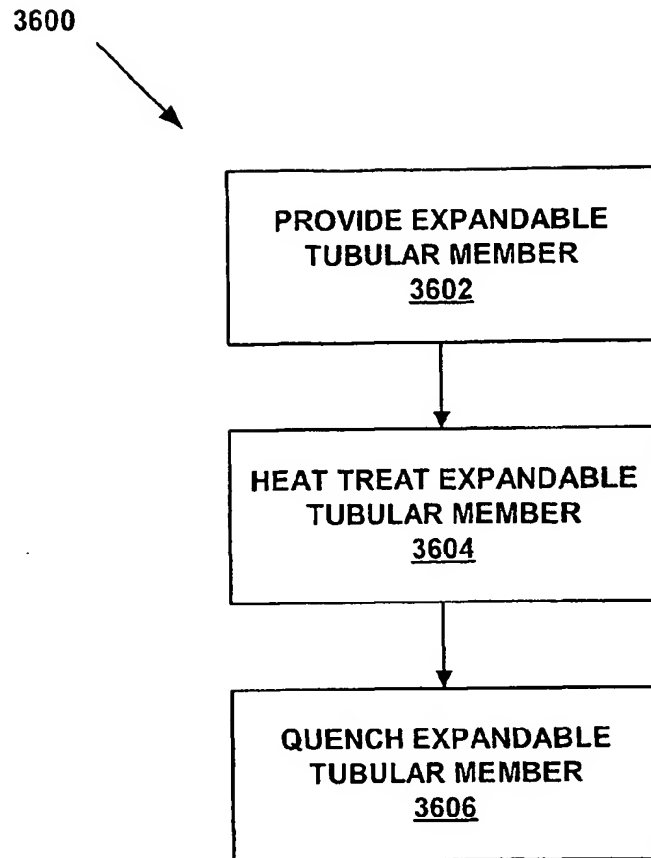 3600
PROVIDE EXPANDABLE
TUBULAR MEMBER
3602
HEAT TREAT EXPANDABLE
TUBULAR MEMBER
3604
QUENCH EXPANDABLE
TUBULAR MEMBER
3606